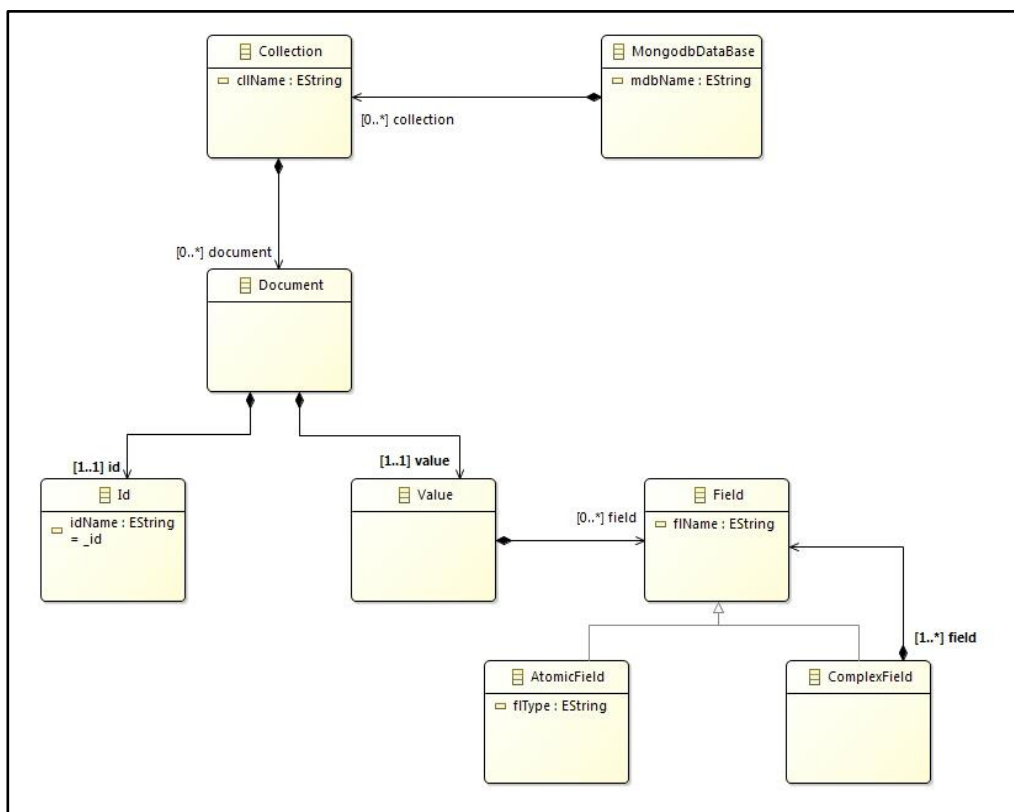 Collection
cllName : EString
MongodbDataBase
mdbName : EString
[0..*] collection
[0..*] document
Document
[1..1] id
[1..1] value
Id
idName : EString
= _id
Value
[0..*] field
Field
flName : EString
[1..*] field
AtomicField
flType : EString
ComplexField